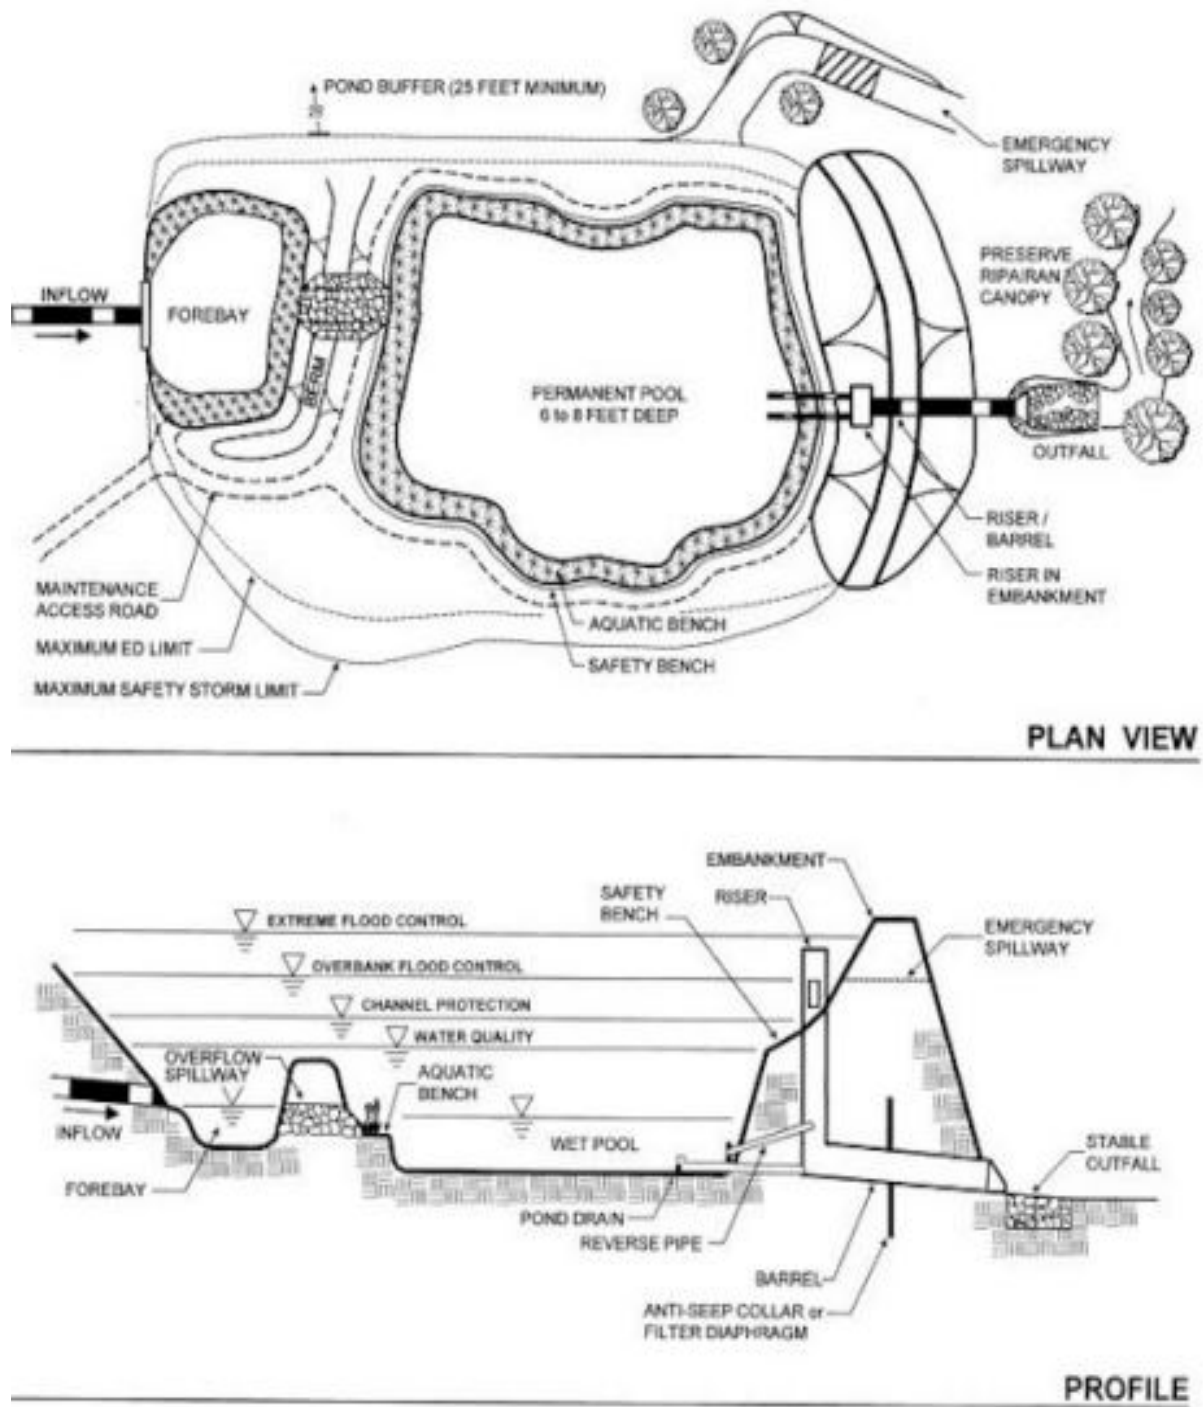 POND BUFFER (25 FEET MINIMUM)
EMERGENCY
SPILLWAY
PRESERVE
RIPAIRAN
CANOPY
INFLOW
FOREBAY
BERM
PERMANENT POOL
6 to 8 FEET DEEP
OUTFALL
RISER /
BARREL
RISER IN
EMBANKMENT
MAINTENANCE
ACCESS ROAD
AQUATIC BENCH
MAXIMUM ED LIMIT
SAFETY BENCH
MAXIMUM SAFETY STORM LIMIT
PLAN VIEW
EMBANKMENT
SAFETY
BENCH
RISER
EXTREME FLOOD CONTROL
EMERGENCY
SPILLWAY
OVERBANK FLOOD CONTROL
CHANNEL PROTECTION
WATER QUALITY
OVERFLOW
SPILLWAY
AQUATIC
BENCH
INFLOW
WET POOL
STABLE
OUTFALL
FOREBAY
POND DRAIN
REVERSE PIPE
BARREL
ANTI-SEEP COLLAR or
FILTER DIAPHRAGM
PROFILE